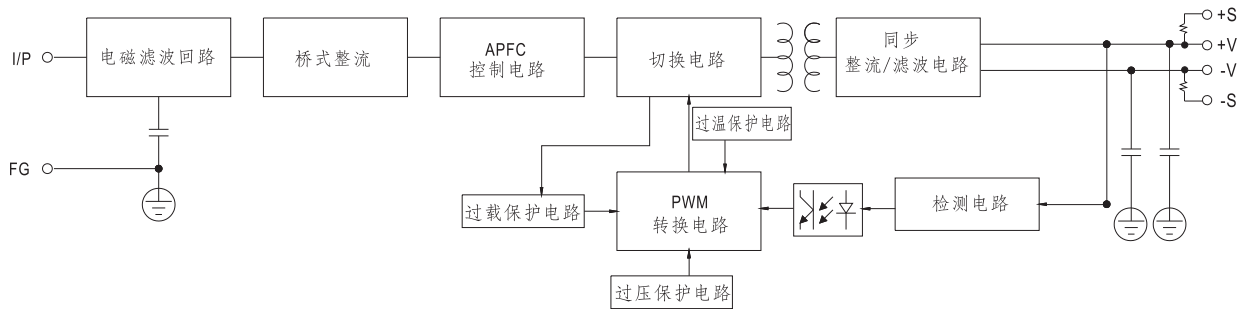 +S
I/P
电磁滤波回路
桥式整流
APFC
控制电路
切换电路
同步
整流/滤波电路
+V
-V
-S
过温保护电路
FG
过载保护电路
PWM
转换电路
检测电路
过压保护电路